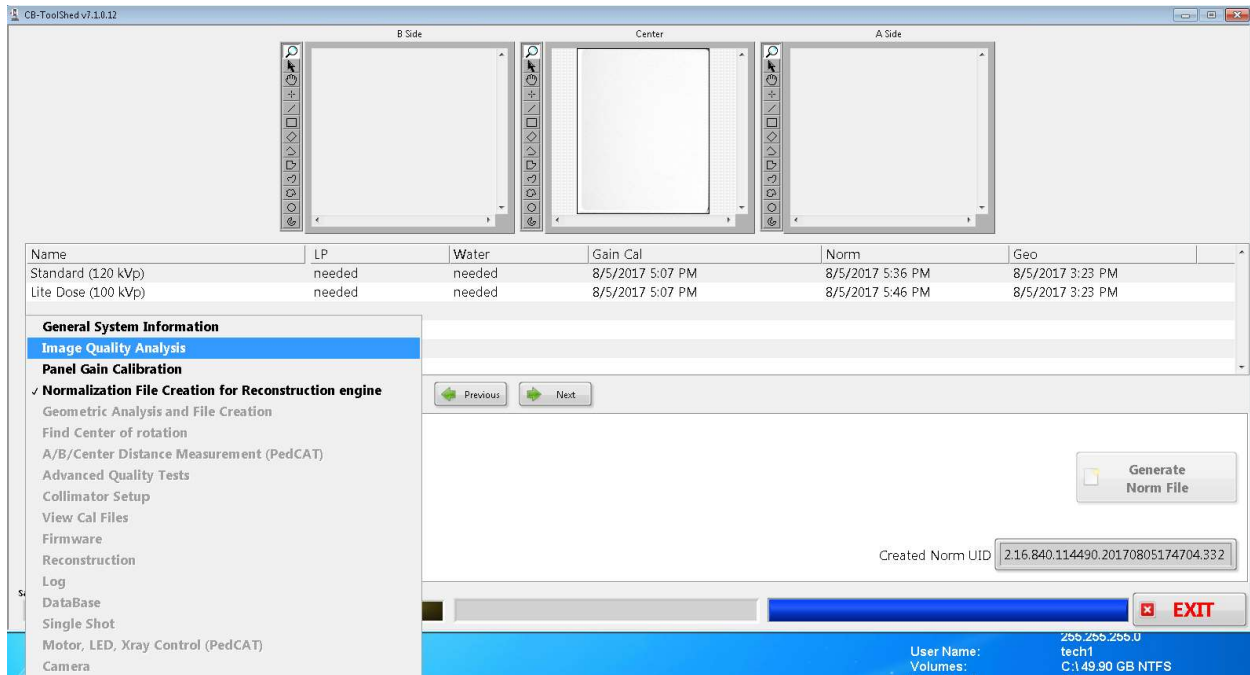 CB-ToolShed v7.1.0.12
B Side Center A Side
Name LP Water Gain Cal Norm Geo
Standard (120 kVp) needed needed 8/5/2017 5:07 PM 8/5/2017 5:36 PM 8/5/2017 3:23 PM
Lite Dose (100 kVp) needed needed 8/5/2017 5:07 PM 8/5/2017 5:46 PM 8/5/2017 3:23 PM
General System Information
Image Quality Analysis
Panel Gain Calibration
✓ Normalization File Creation for Reconstruction engine
Previous Next
Geometric Analysis and File Creation
Find Center of rotation
A/B/Center Distance Measurement (PedCAT)
Advanced Quality Tests
Collimator Setup
View Cal Files
Firmware
Reconstruction
Log
DataBase
Single Shot
Motor, LED, Xray Control (PedCAT)
Camera
Generate
Norm File
Created Norm UID 2.16.840.114490.20170805174704.332
EXIT
255.255.255.0
User Name: tech1
Volumes: C:\ 49.90 GB NTFS